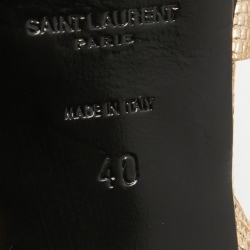 SAINT LAURENT
PARIS
MADE IN ITALY
40